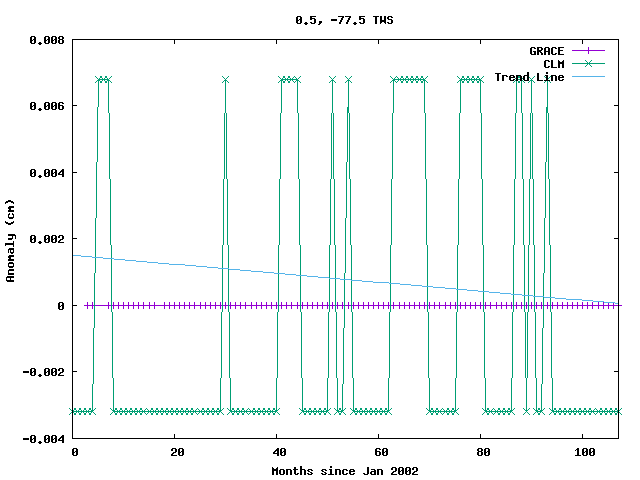 0.5, -77.5 TWS
GRACE
CLM
Trend Line
0.008
0.006
0.004
0.002
0
-0.002
-0.004
Anomaly (cm)
0 20 40 60 80 100
Months since Jan 2002